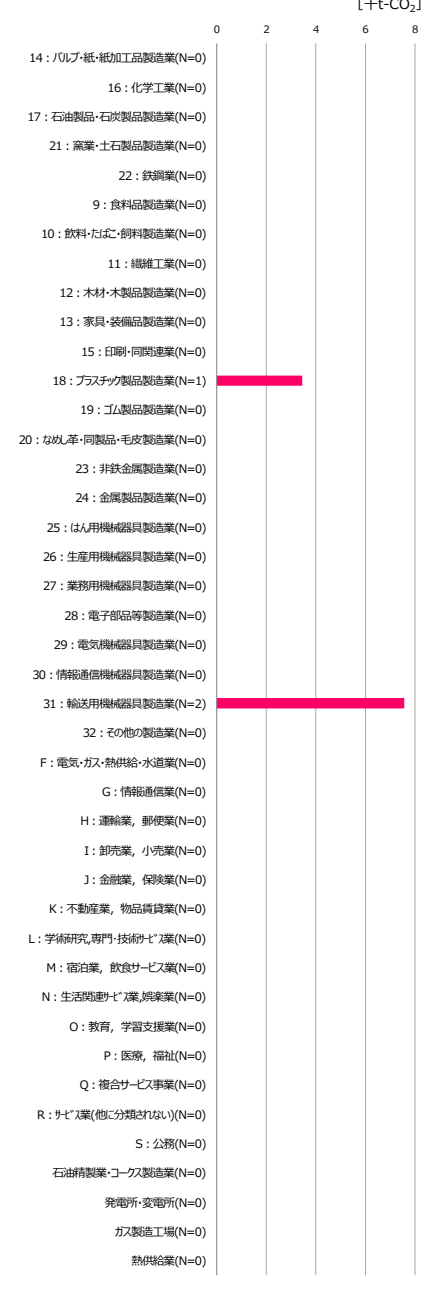 [千t-CO₂]
0 2 4 6 8
14：パルプ・紙・紙加工品製造業(N=0)
16：化学工業(N=0)
17：石油製品・石炭製品製造業(N=0)
21：窯業・土石製品製造業(N=0)
22：鉄鋼業(N=0)
9：食料品製造業(N=0)
10：飲料・たばこ・飼料製造業(N=0)
11：繊維工業(N=0)
12：木材・木製品製造業(N=0)
13：家具・装備品製造業(N=0)
15：印刷・同関連業(N=0)
18：プラスチック製品製造業(N=1)
19：ゴム製品製造業(N=0)
20：なめし革・同製品・毛皮製造業(N=0)
23：非鉄金属製造業(N=0)
24：金属製品製造業(N=0)
25：はん用機械器具製造業(N=0)
26：生産用機械器具製造業(N=0)
27：業務用機械器具製造業(N=0)
28：電子部品等製造業(N=0)
29：電気機械器具製造業(N=0)
30：情報通信機械器具製造業(N=0)
31：輸送用機械器具製造業(N=2)
32：その他の製造業(N=0)
F：電気・ガス・熱供給・水道業(N=0)
G：情報通信業(N=0)
H：運輸業，郵便業(N=0)
I：卸売業，小売業(N=0)
J：金融業，保険業(N=0)
K：不動産業，物品賃貸業(N=0)
L：学術研究,専門・技術ｻｰﾋﾞｽ業(N=0)
M：宿泊業，飲食サービス業(N=0)
N：生活関連ｻｰﾋﾞｽ業,娯楽業(N=0)
O：教育，学習支援業(N=0)
P：医療，福祉(N=0)
Q：複合サービス事業(N=0)
R：ｻｰﾋﾞｽ業(他に分類されない)(N=0)
S：公務(N=0)
石油精製業・コークス製造業(N=0)
発電所・変電所(N=0)
ガス製造工場(N=0)
熱供給業(N=0)